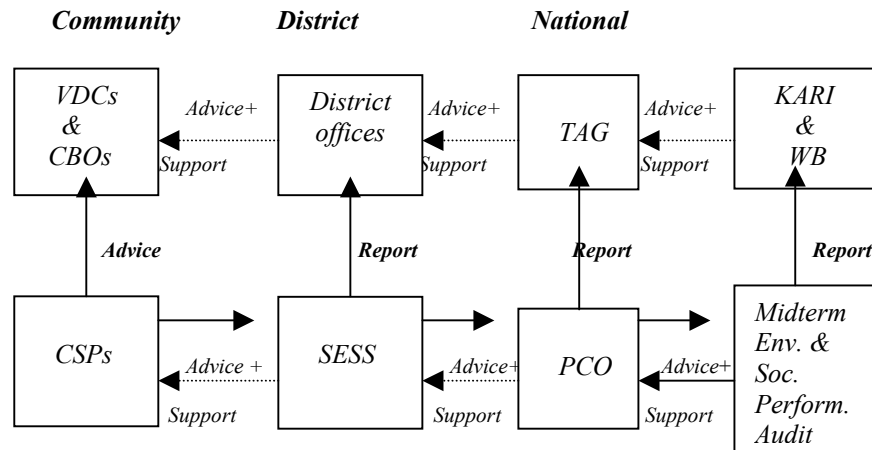 Community District National
VDCs
&
CBOs
Advice+
Support
District
offices
Advice+
Support
TAG
Advice+
Support
KARI
&
WB
Advice
Report
Report
Report
CSPs
Advice +
Support
SESS
Advice+
Support
PCO
Advice+
Support
Midterm
Env. &
Soc.
Perform.
Audit